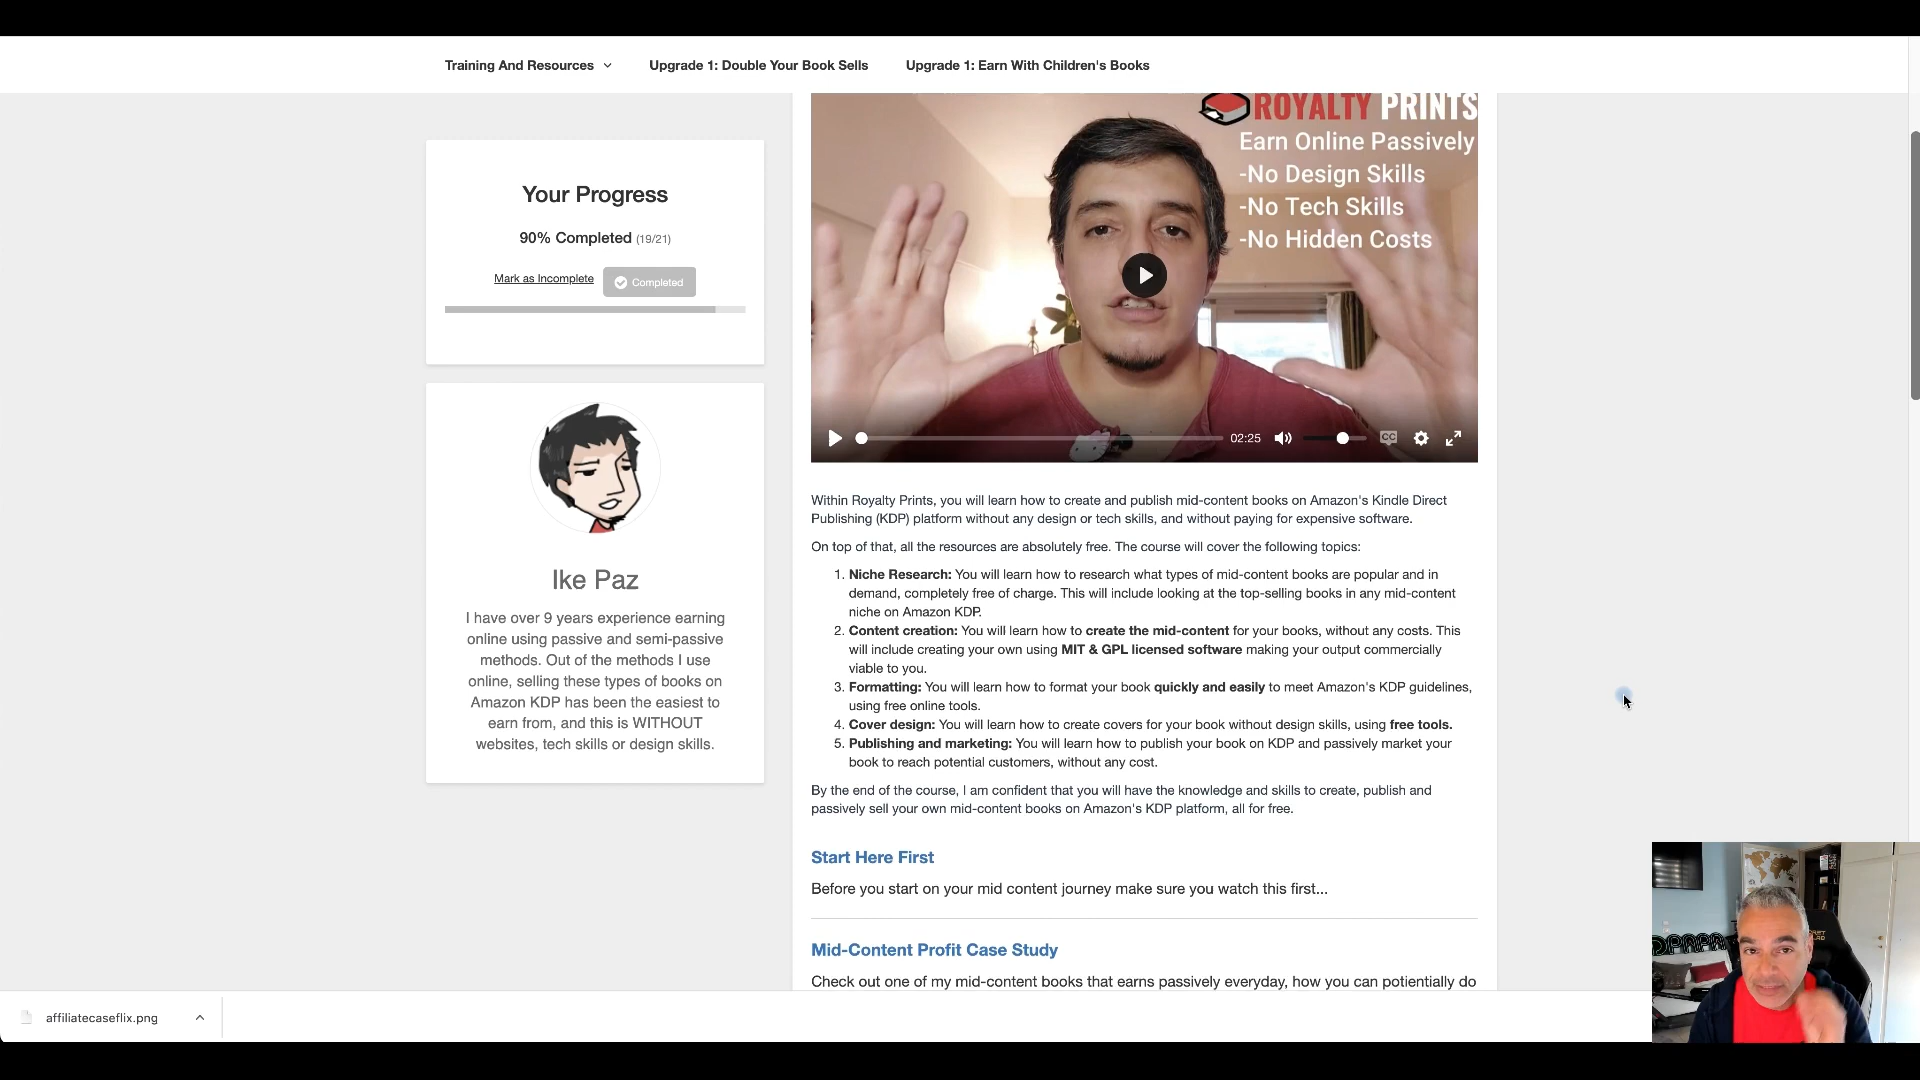 Training And Resources
Upgrade 1: Double Your Book Sells
Upgrade 1: Earn With Children's Books
Your Progress
90% Completed (19/21)
Mark as Incomplete
Completed
Ike Paz
I have over 9 years experience earning
online using passive and semi-passive
methods. Out of the methods I use
online, selling these types of books on
Amazon KDP has been the easiest to
earn from, and this is WITHOUT
websites, tech skills or design skills.
ROYALTY PRINTS
Earn Online Passively
-No Design Skills
-No Tech Skills
-No Hidden Costs
02:25
CC
Within Royalty Prints, you will learn how to create and publish mid-content books on Amazon's Kindle Direct
Publishing (KDP) platform without any design or tech skills, and without paying for expensive software.
On top of that, all the resources are absolutely free. The course will cover the following topics:
1. Niche Research: You will learn how to research what types of mid-content books are popular and in
demand, completely free of charge. This will include looking at the top-selling books in any mid-content
niche on Amazon KDP.
2. Content creation: You will learn how to create the mid-content for your books, without any costs. This
will include creating your own using MIT & GPL licensed software making your output commercially
viable to you.
3. Formatting: You will learn how to format your book quickly and easily to meet Amazon's KDP guidelines,
using free online tools.
4. Cover design: You will learn how to create covers for your book without design skills, using free tools.
5. Publishing and marketing: You will learn how to publish your book on KDP and passively market your
book to reach potential customers, without any cost.
By the end of the course, I am confident that you will have the knowledge and skills to create, publish and
passively sell your own mid-content books on Amazon's KDP platform, all for free.
Start Here First
Before you start on your mid content journey make sure you watch this first...
Mid-Content Profit Case Study
Check out one of my mid-content books that earns passively everyday, how you can potientially do
affiliatecaseflix.png